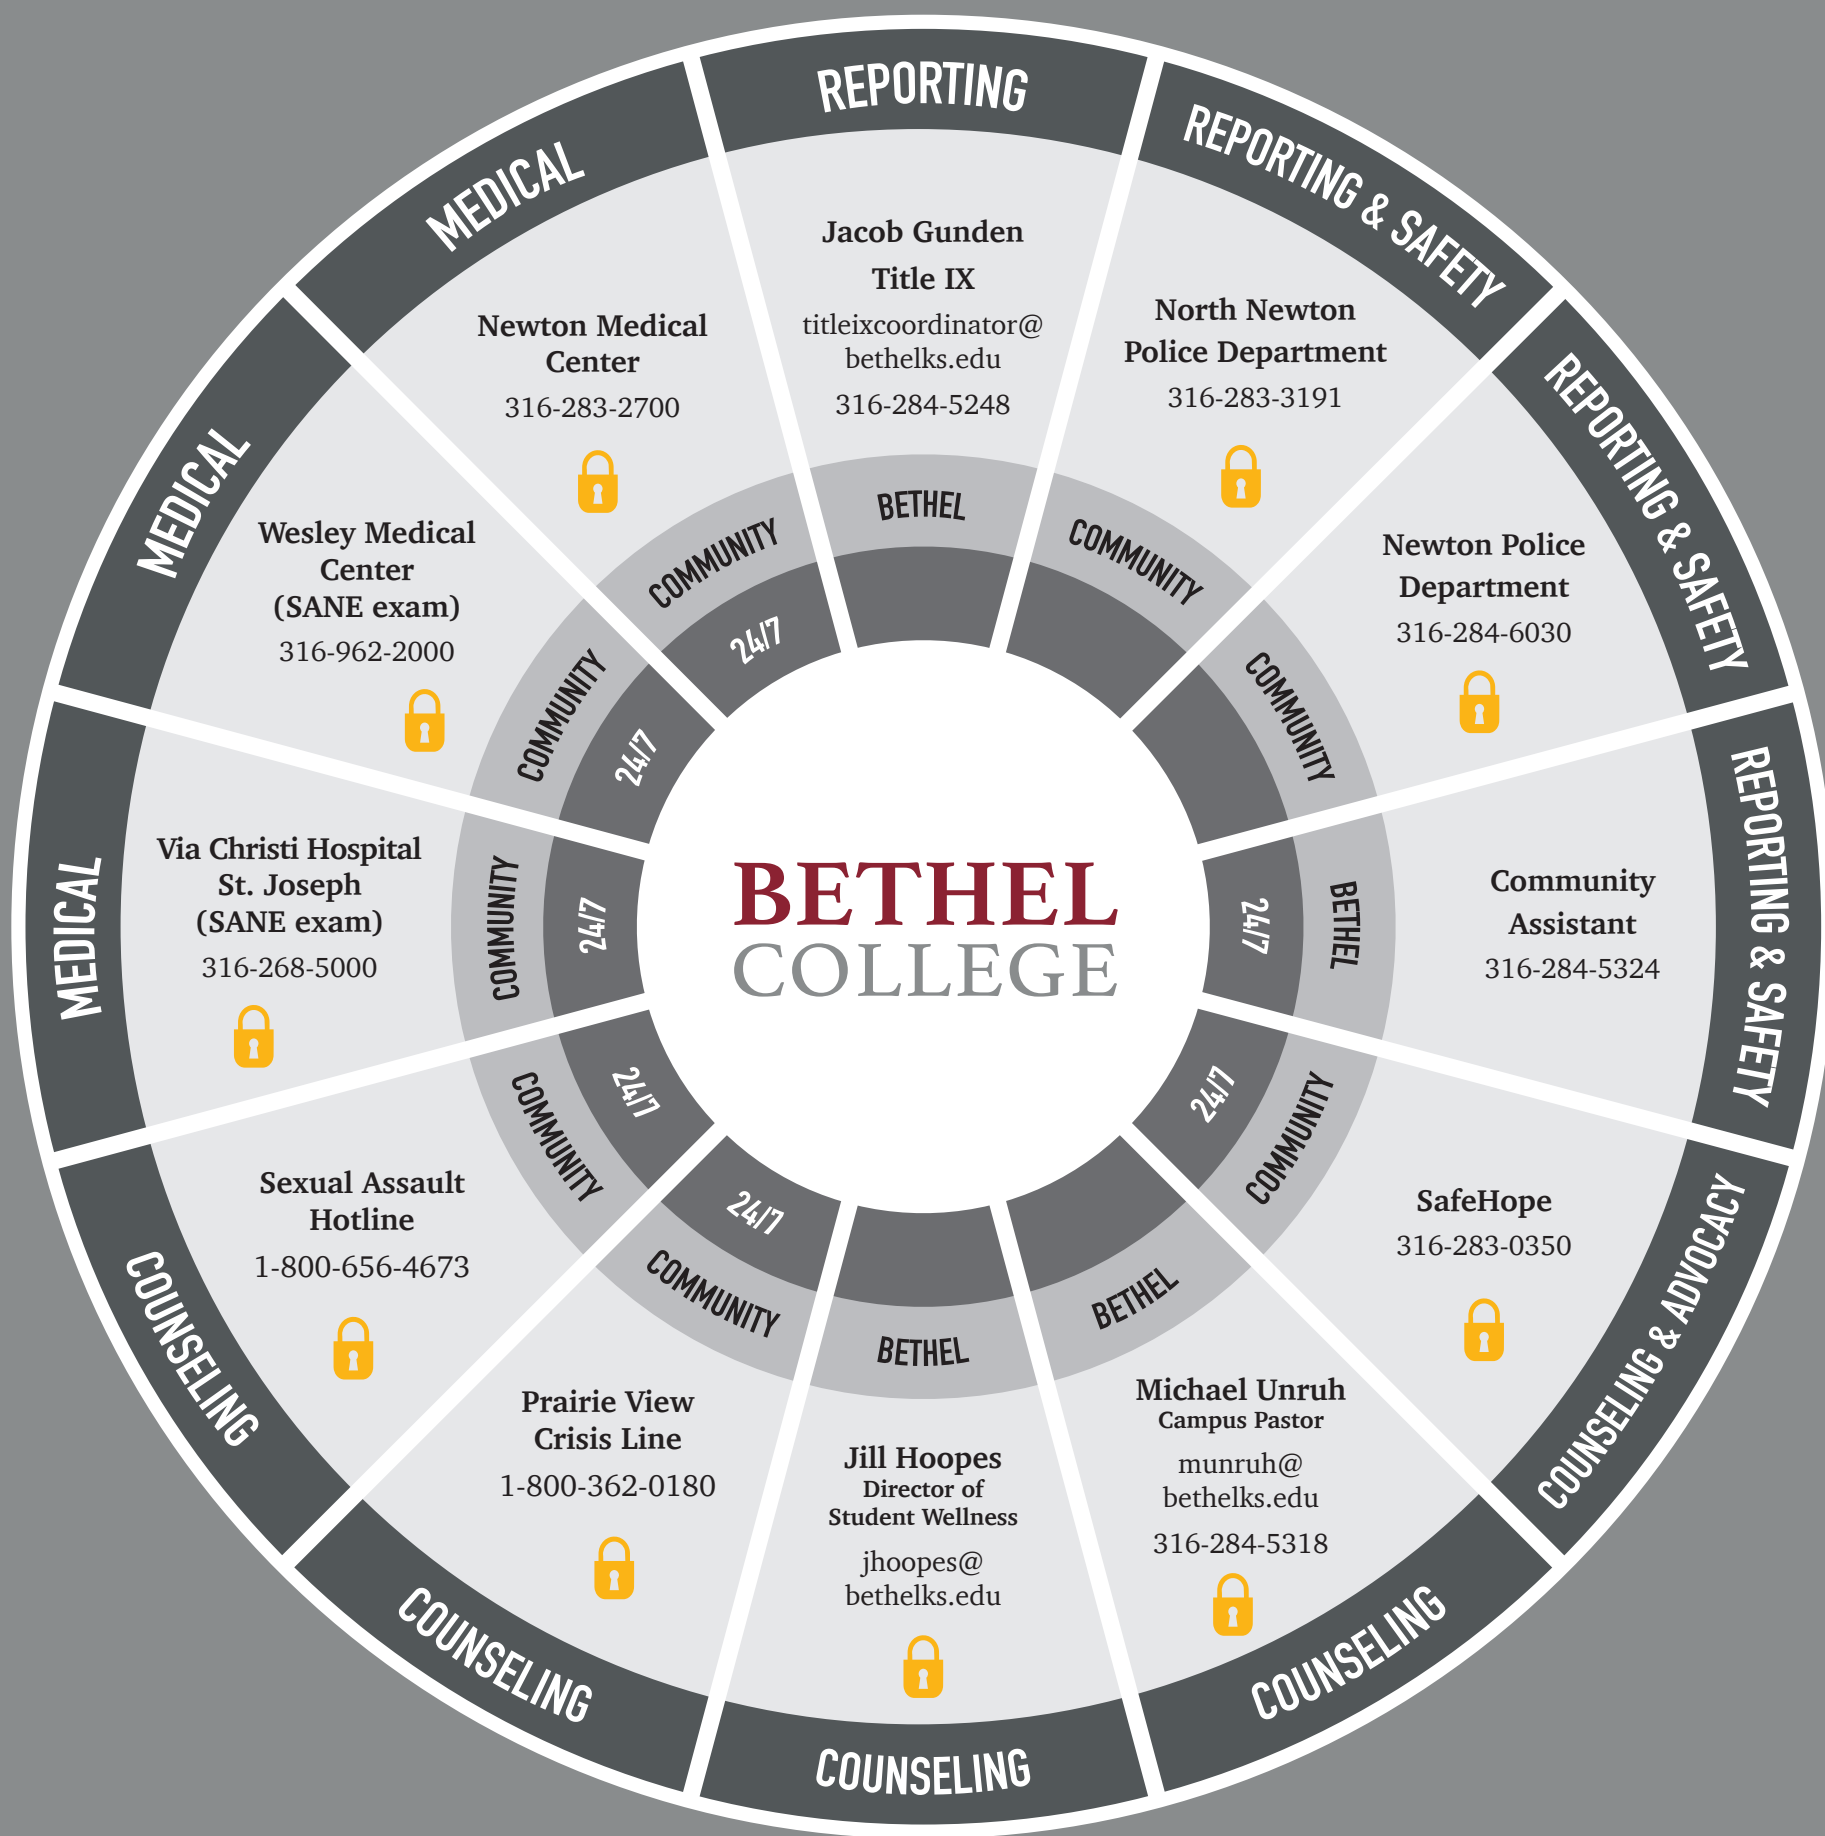 REPORTING
Jacob Gunden
Title IX
titleixcoordinator@
bethelks.edu
316-284-5248
BETHEL
REPORTING & SAFETY
North Newton
Police Department
316-283-3191
COMMUNITY
REPORTING & SAFETY
Newton Police
Department
316-284-6030
COMMUNITY
REPORTING & SAFETY
Community
Assistant
316-284-5324
BETHEL
24/7
COUNSELING & ADVOCACY
SafeHope
316-283-0350
COMMUNITY
24/7
COUNSELING
Michael Unruh
Campus Pastor
munruh@
bethelks.edu
316-284-5318
BETHEL
COUNSELING
Jill Hoopes
Director of
Student Wellness
jhoopes@
bethelks.edu
BETHEL
COUNSELING
Prairie View
Crisis Line
1-800-362-0180
COMMUNITY
24/7
COUNSELING
Sexual Assault
Hotline
1-800-656-4673
COMMUNITY
24/7
MEDICAL
Via Christi Hospital
St. Joseph
(SANE exam)
316-268-5000
COMMUNITY
24/7
MEDICAL
Wesley Medical
Center
(SANE exam)
316-962-2000
COMMUNITY
24/7
MEDICAL
Newton Medical
Center
316-283-2700
COMMUNITY
24/7
BETHEL
COLLEGE